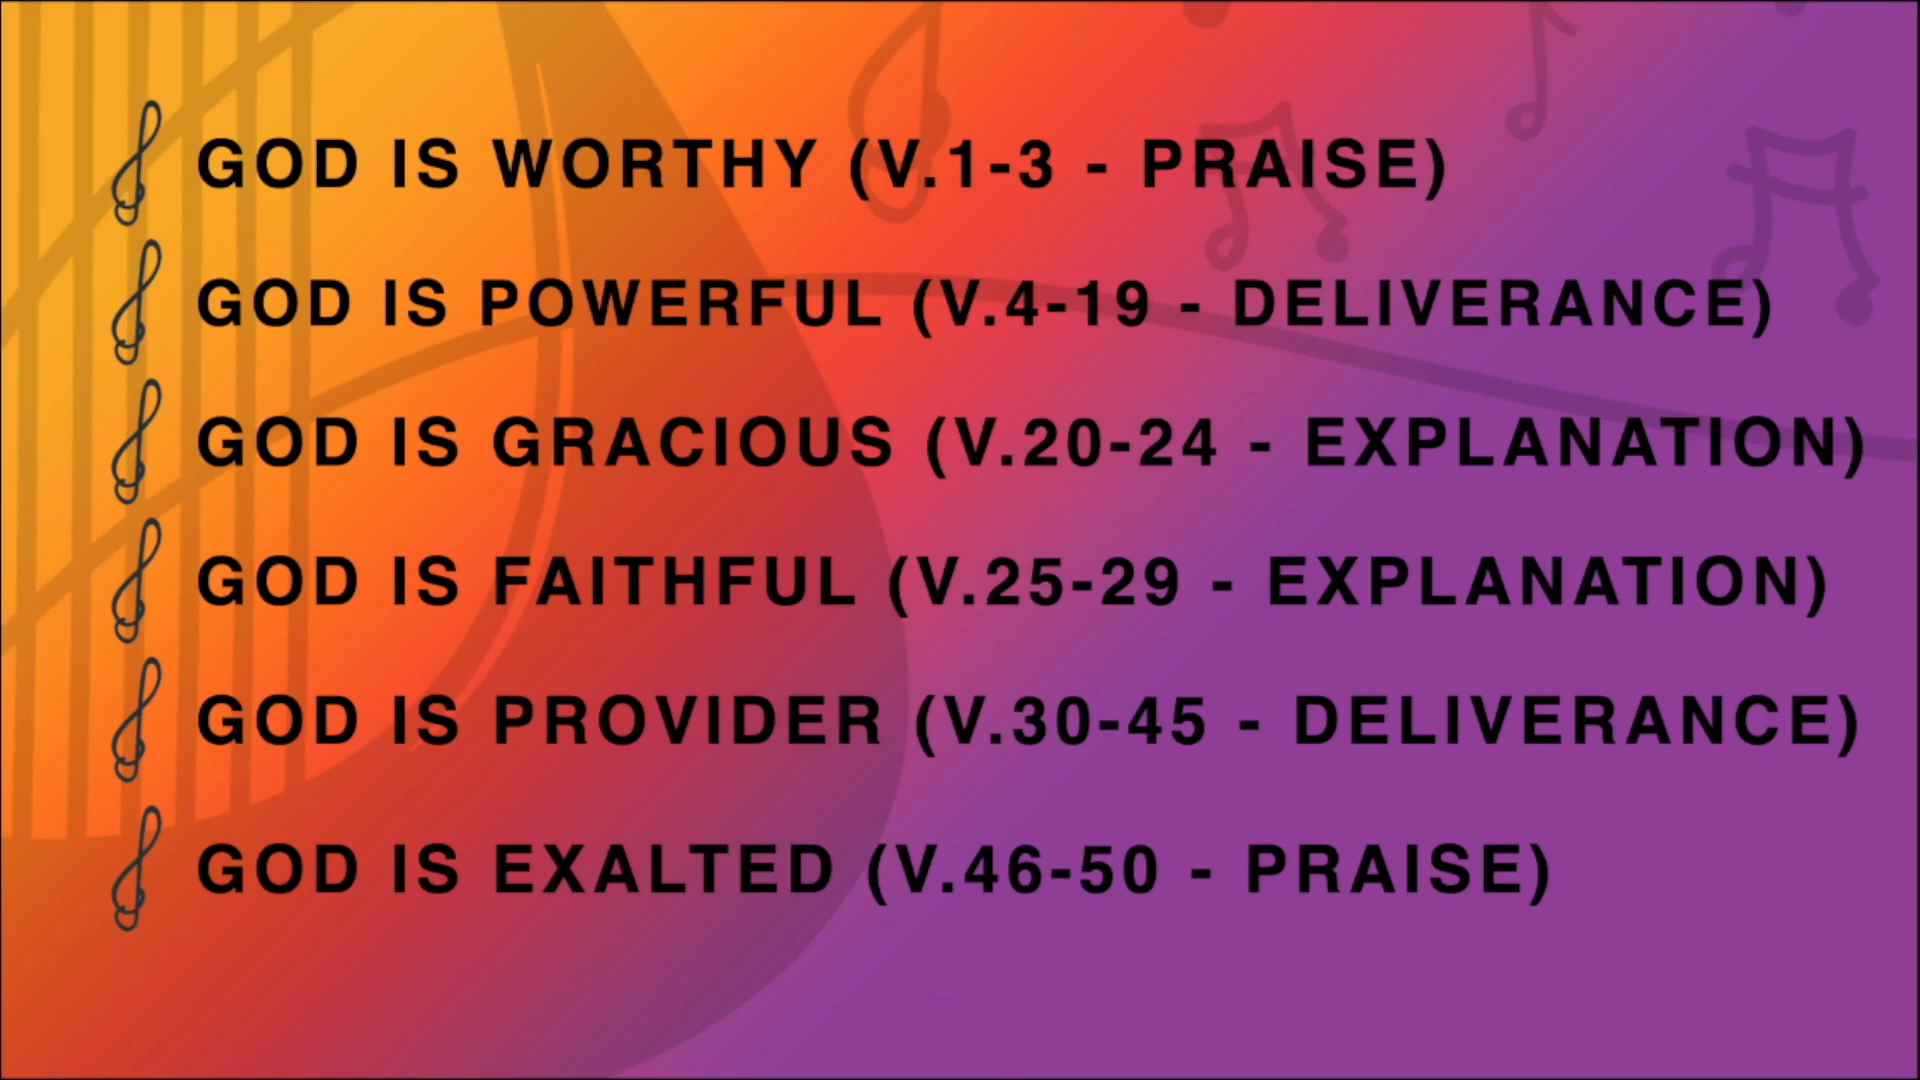 GOD IS WORTHY (V.1-3 - PRAISE)
GOD IS POWERFUL (V.4-19 - DELIVERANCE)
GOD IS GRACIOUS (V.20-24 - EXPLANATION)
GOD IS FAITHFUL (V.25-29 - EXPLANATION)
GOD IS PROVIDER (V.30-45 - DELIVERANCE)
GOD IS EXALTED (V.46-50 - PRAISE)